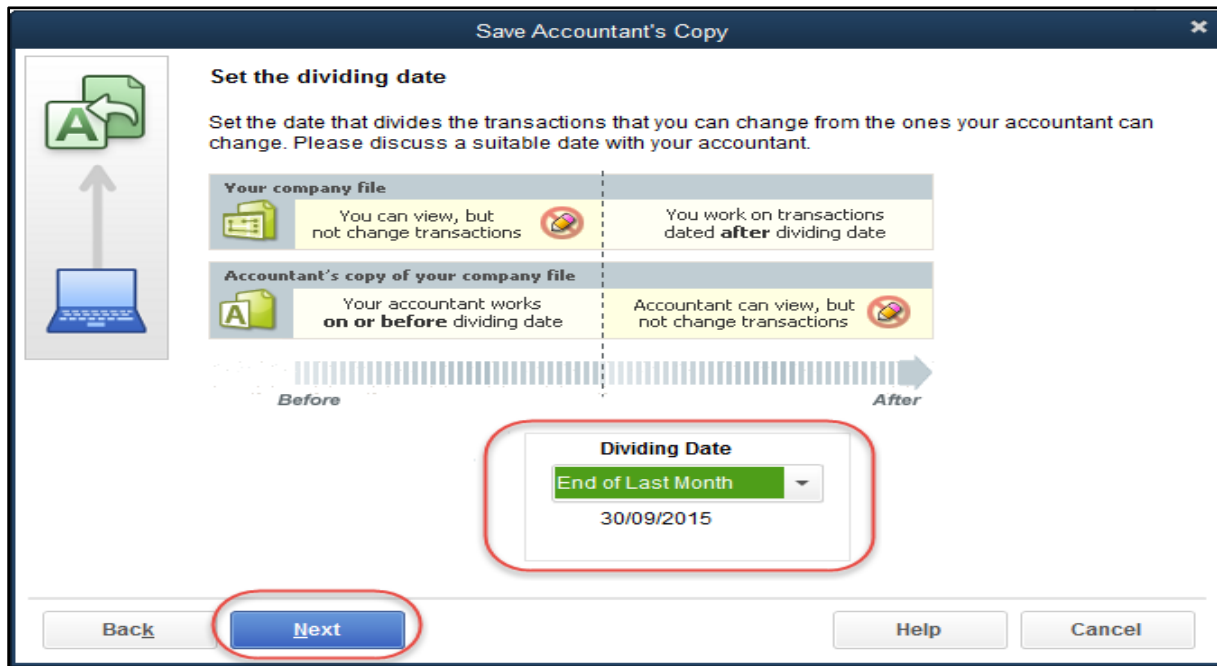 Save Accountant's Copy
Set the dividing date
Set the date that divides the transactions that you can change from the ones your accountant can
change. Please discuss a suitable date with your accountant.
Your company file
You can view, but
not change transactions
You work on transactions
dated after dividing date
Accountant's copy of your company file
A
Your accountant works
on or before dividing date
Accountant can view, but
not change transactions
A
Before
After
Dividing Date
End of Last Month
30/09/2015
Back
Next
Help
Cancel